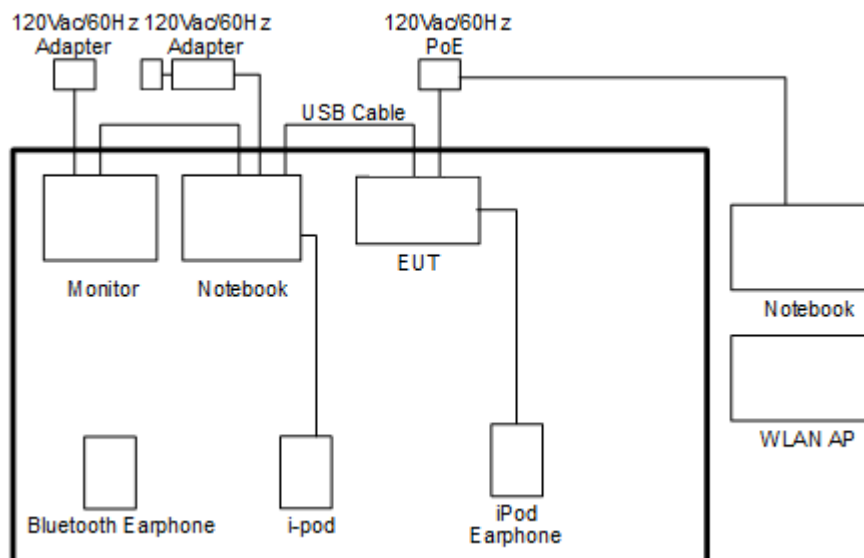 120Vac/60Hz
Adapter
120Vac/60Hz
Adapter
120Vac/60Hz
PoE
USB Cable
Monitor
Notebook
EUT
Notebook
WLAN AP
Bluetooth Earphone
i-pod
iPod
Earphone